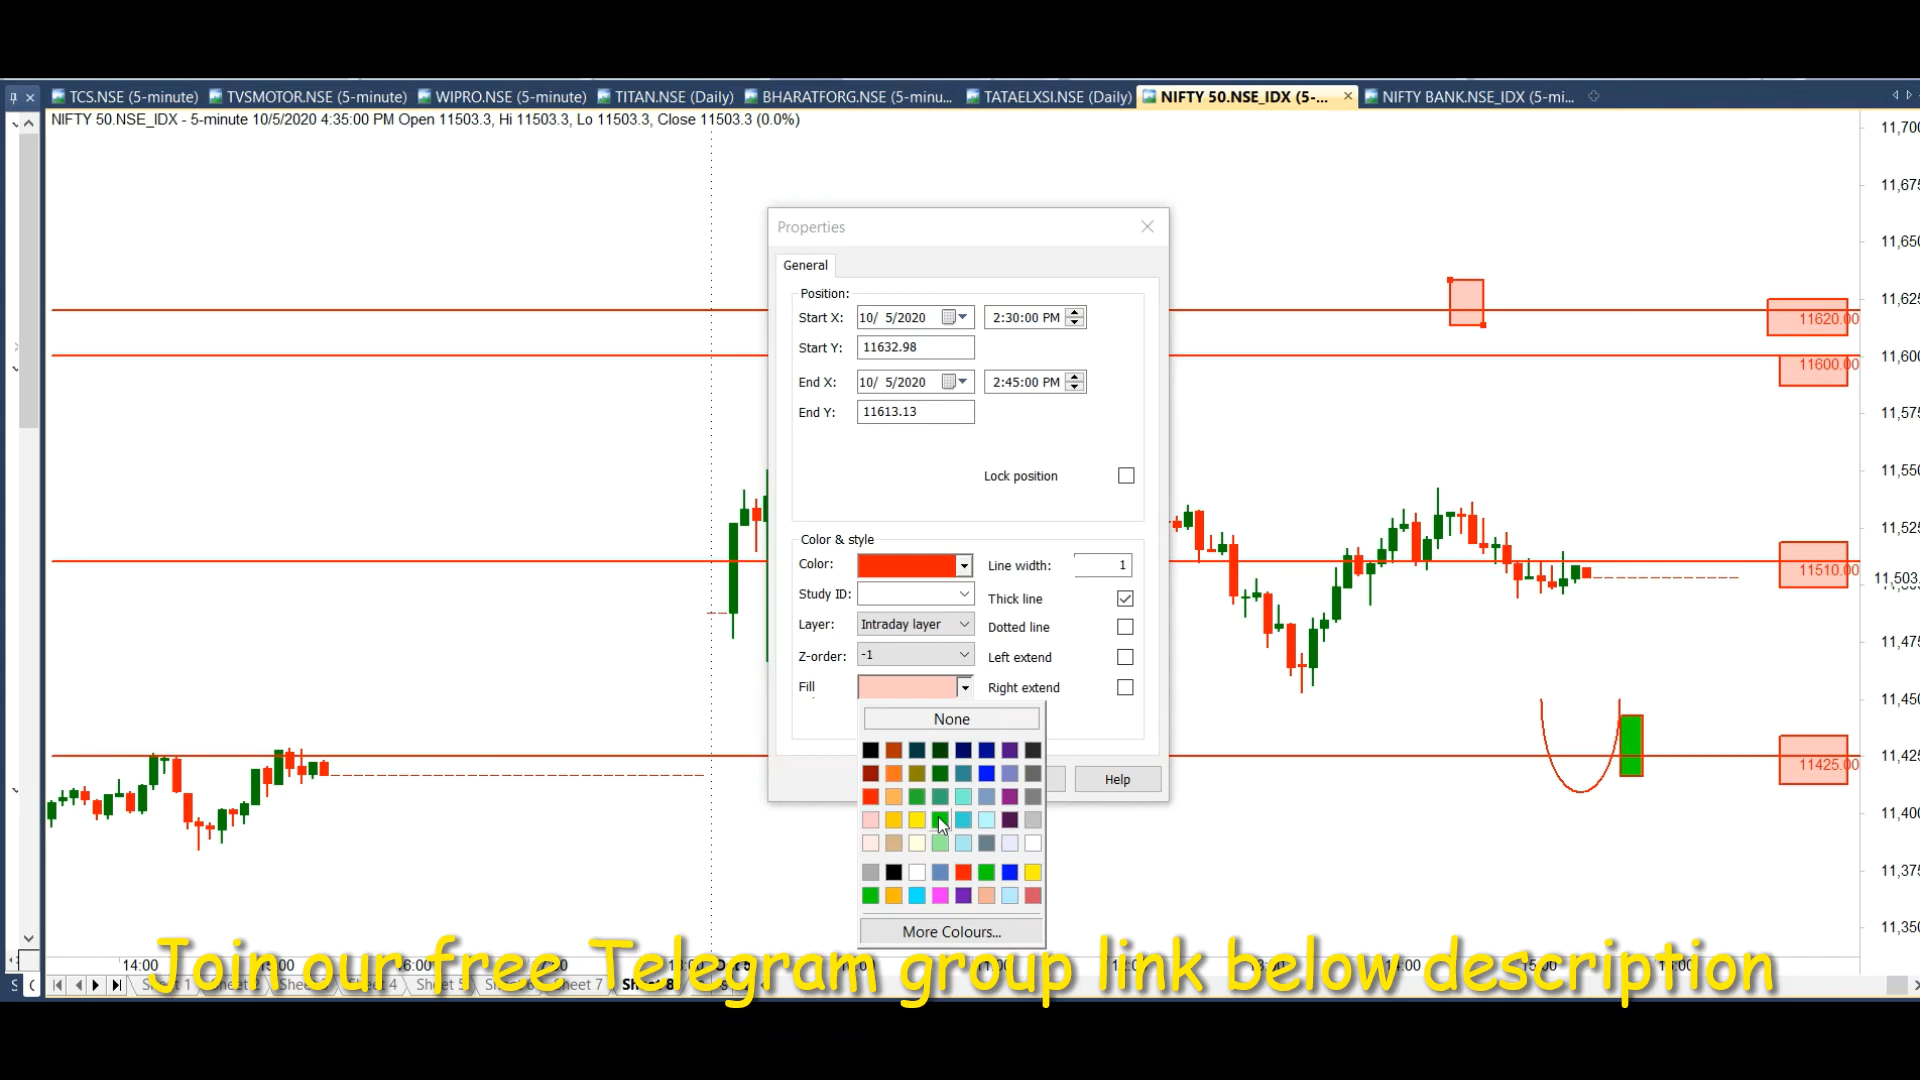 TCS.NSE (5-minute) TVSMOTOR.NSE (5-minute) WIPRO.NSE (5-minute) TITAN.NSE (Daily) BHARATFORG.NSE (5-minu... TATAELXSI.NSE (Daily) NIFTY 50.NSE_IDX (5-... NIFTY BANK.NSE_IDX (5-mi...
NIFTY 50.NSE_IDX - 5-minute 10/5/2020 4:35:00 PM Open 11503.3, Hi 11503.3, Lo 11503.3, Close 11503.3 (0.0%)
11,700
11,675
11,650
11,625
11620.00
11,600
11600.00
11,575
11,550
11,525
11510.00
11,503.
11,475
11,450
11,425
11425.00
11,400
11,375
11,350
Properties
General
Position:
Start X: 10/ 5/2020 2:30:00 PM
Start Y: 11632.98
End X: 10/ 5/2020 2:45:00 PM
End Y: 11613.13
Lock position
Color & style
Color: Line width: 1
Study ID: Thick line
Layer: Intraday layer Dotted line
Z-order: -1 Left extend
Fill Right extend
None
Help
More Colours...
14:00 15:00 16:00
Join our free Telegram group link below description
Sheet 7